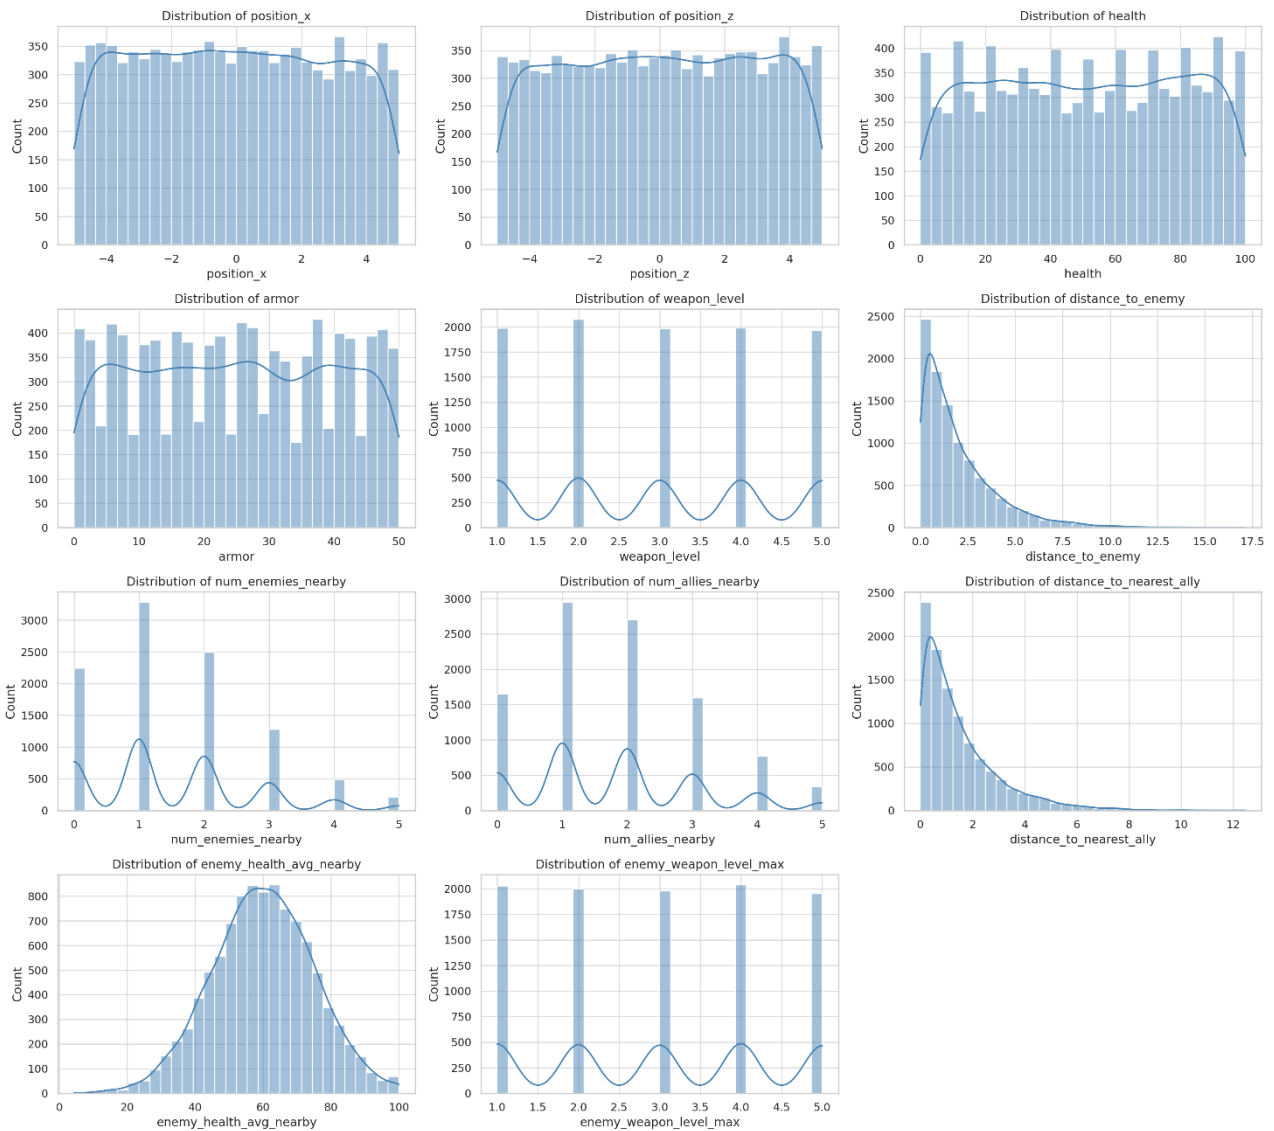 Distribution of position_x
Count
350
300
250
200
150
100
50
0
−4 −2 0 2 4
position_x
Distribution of position_z
Count
350
300
250
200
150
100
50
0
−4 −2 0 2 4
position_z
Distribution of health
Count
400
350
300
250
200
150
100
50
0
0 20 40 60 80 100
health
Distribution of armor
Count
400
350
300
250
200
150
100
50
0
0 10 20 30 40 50
armor
Distribution of weapon_level
Count
2000
1750
1500
1250
1000
750
500
250
0
1.0 1.5 2.0 2.5 3.0 3.5 4.0 4.5 5.0
weapon_level
Distribution of distance_to_enemy
Count
2500
2000
1500
1000
500
0
0.0 2.5 5.0 7.5 10.0 12.5 15.0 17.5
distance_to_enemy
Distribution of num_enemies_nearby
Count
3000
2500
2000
1500
1000
500
0
0 1 2 3 4 5
num_enemies_nearby
Distribution of num_allies_nearby
Count
3000
2500
2000
1500
1000
500
0
0 1 2 3 4 5
num_allies_nearby
Distribution of distance_to_nearest_ally
Count
2500
2000
1500
1000
500
0
0 2 4 6 8 10 12
distance_to_nearest_ally
Distribution of enemy_health_avg_nearby
Count
800
700
600
500
400
300
200
100
0
0 20 40 60 80 100
enemy_health_avg_nearby
Distribution of enemy_weapon_level_max
Count
2000
1750
1500
1250
1000
750
500
250
0
1.0 1.5 2.0 2.5 3.0 3.5 4.0 4.5 5.0
enemy_weapon_level_max